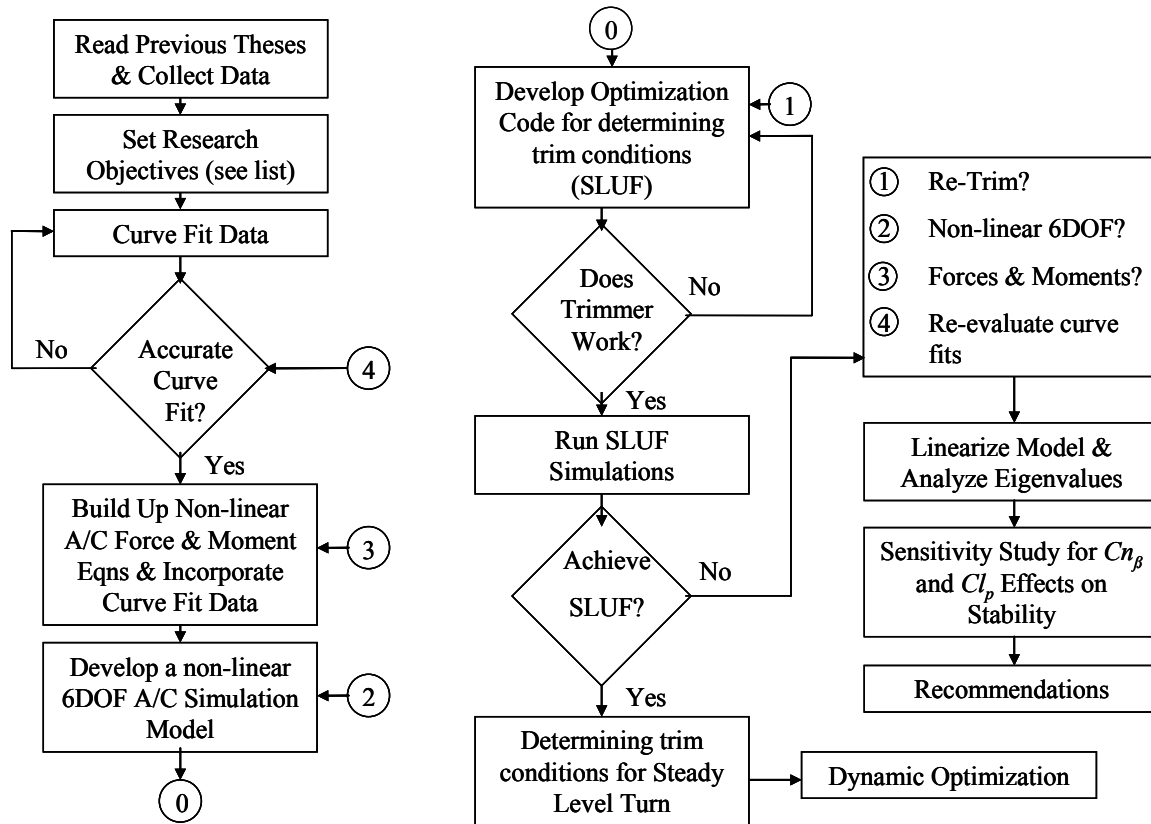 Read Previous Theses
& Collect Data
Set Research
Objectives (see list)
Curve Fit Data
No
Accurate
Curve
Fit?
4
Yes
Build Up Non-linear
A/C Force & Moment
Eqns & Incorporate
Curve Fit Data
3
Develop a non-linear
6DOF A/C Simulation
Model
2
0
0
Develop Optimization
Code for determining
trim conditions
(SLUF)
1
Does
Trimmer
Work?
No
Yes
Run SLUF
Simulations
Achieve
SLUF?
No
Yes
Determining trim
conditions for Steady
Level Turn
Dynamic Optimization
1 Re-Trim?
2 Non-linear 6DOF?
3 Forces & Moments?
4 Re-evaluate curve
fits
Linearize Model &
Analyze Eigenvalues
Sensitivity Study for Cnβ
and Clp Effects on
Stability
Recommendations